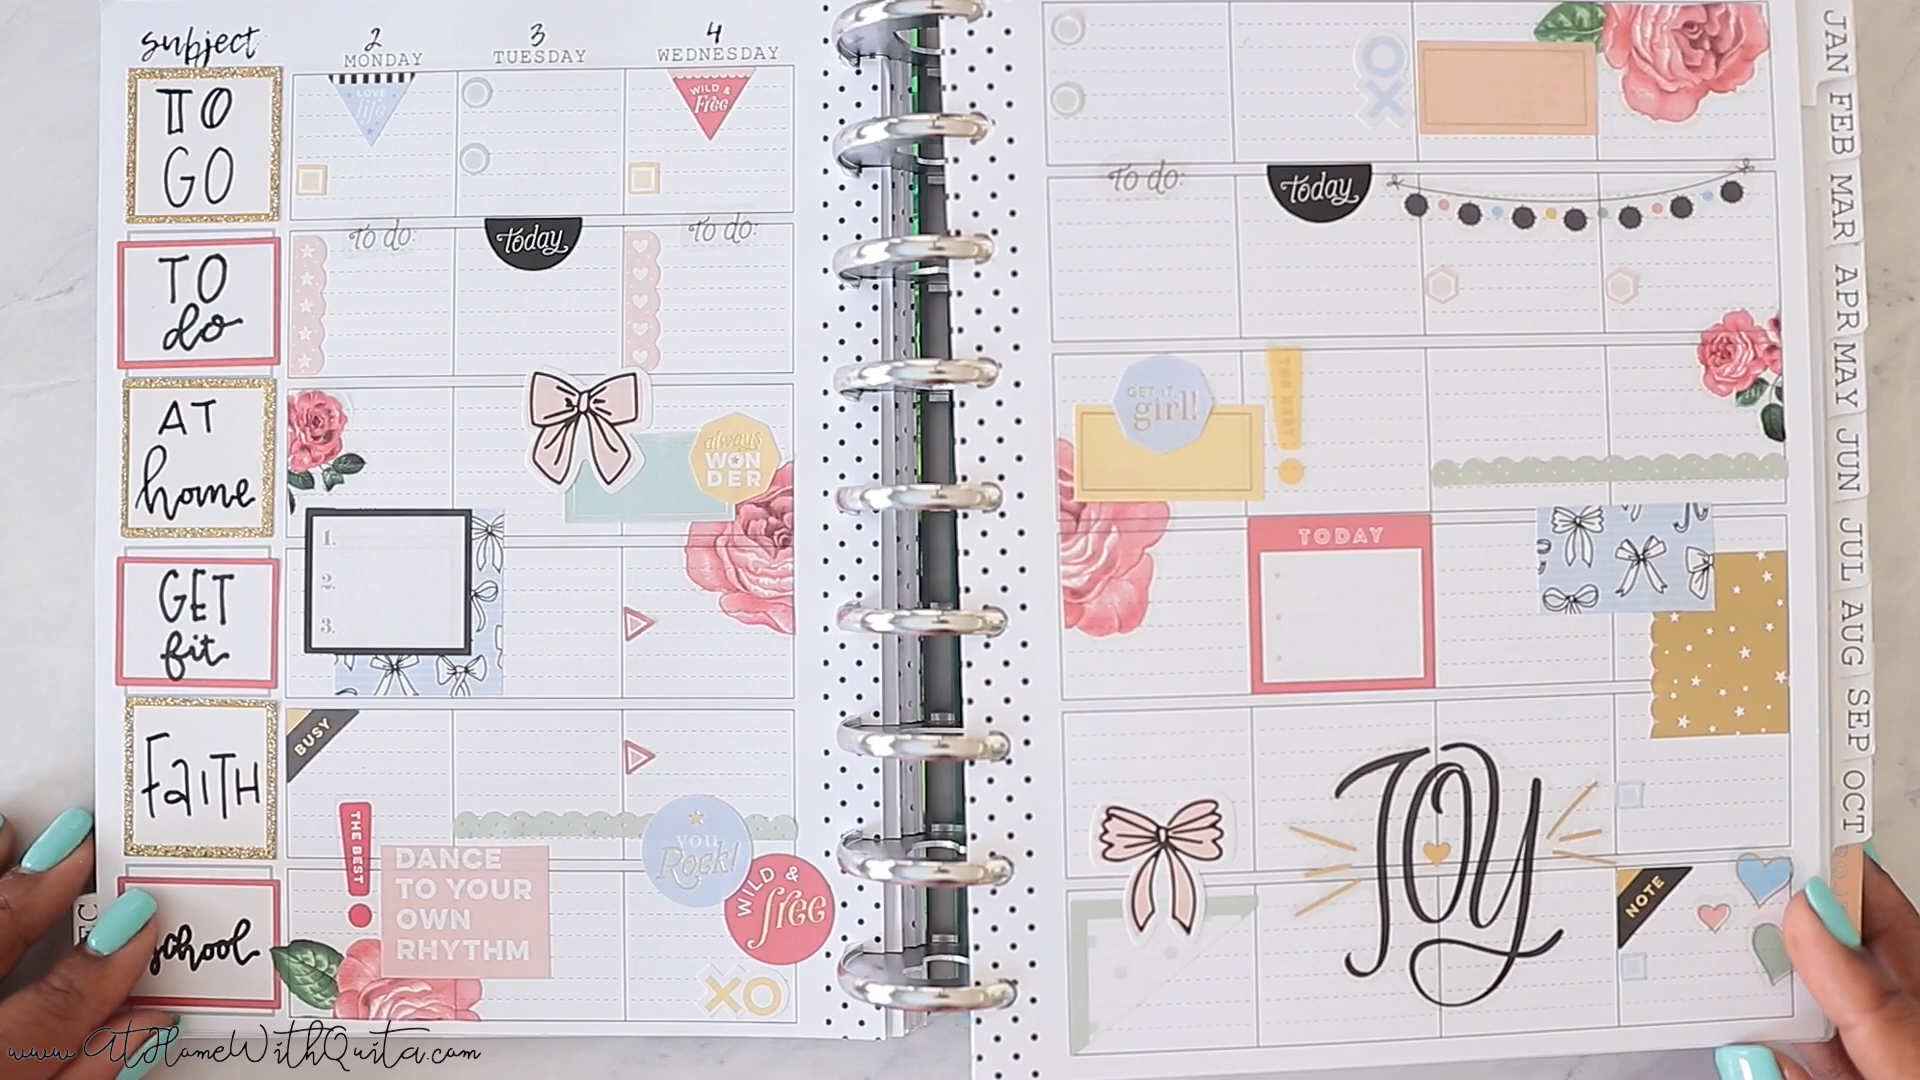 subject
2
MONDAY
3
TUESDAY
4
WEDNESDAY
TO
GO
LOVE
life
WILD &
Free
TO
do
To do:
today
To do:
AT
home
always
WON
DER
GET
fit
1.
2.
3.
FAITH
BUSY
THE BEST
DANCE
TO YOUR
OWN
RHYTHM
you
Rock!
WILD &
free
school
XO
OX
To do:
today
GET IT,
girl!
THE BEST
TODAY
JOY
NOTE
JAN
FEB
MAR
APR
MAY
JUN
JUL
AUG
SEP
OCT
www.AtHomeWithQuita.com